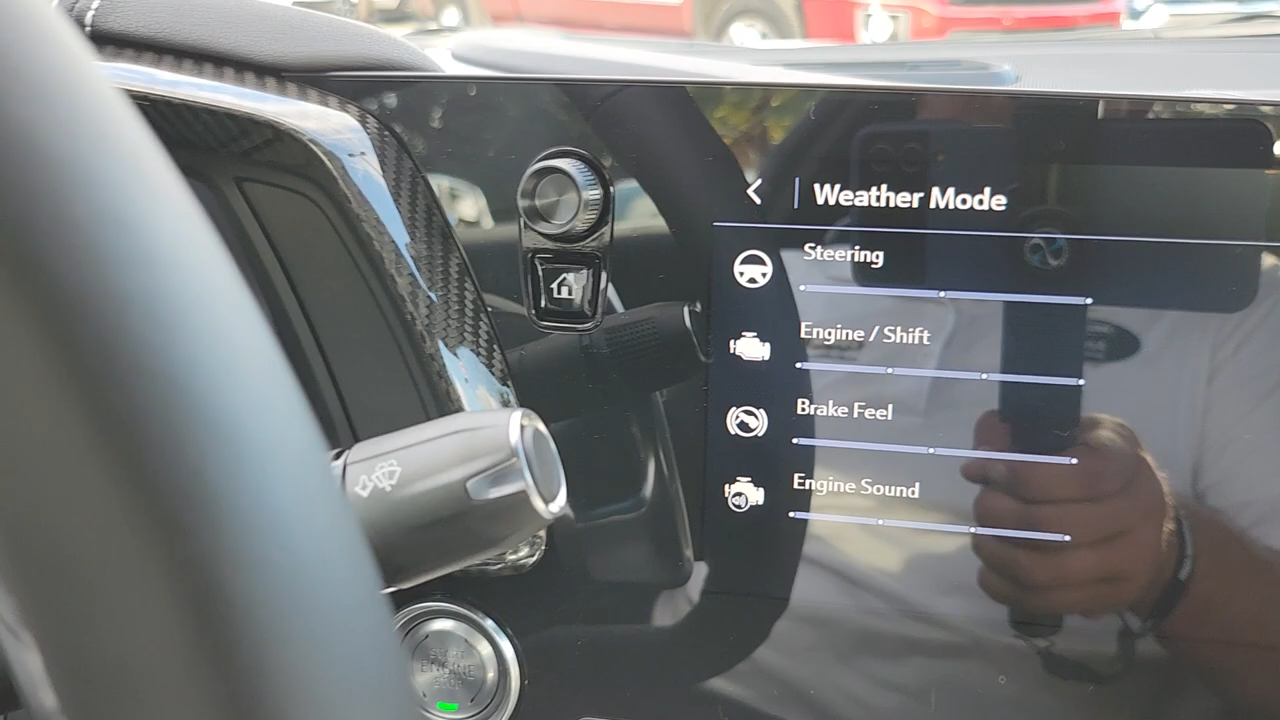 Weather Mode
Steering
Engine / Shift
Brake Feel
Engine Sound
START
ENGINE
STOP